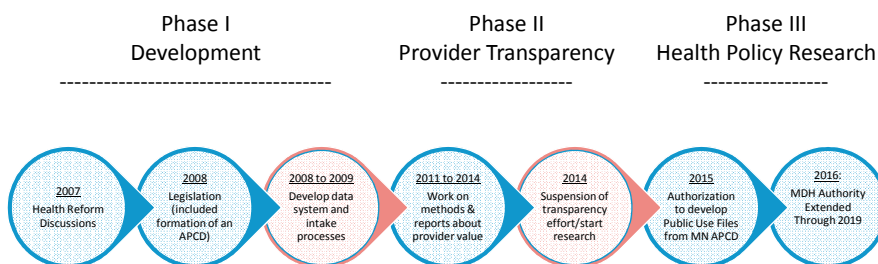 Phase I
Development
------------------------------------
Phase II
Provider Transparency
------------------
Phase III
Health Policy Research
-----------------
2007
Health Reform
Discussions
2008
Legislation
(included
formation of an
APCD)
2008 to 2009
Develop data
system and
intake
processes
2011 to 2014
Work on
methods &
reports about
provider value
2014
Suspension of
transparency
effort/start
research
2015
Authorization
to develop
Public Use Files
from MN APCD
2016:
MDH Authority
Extended
Through 2019